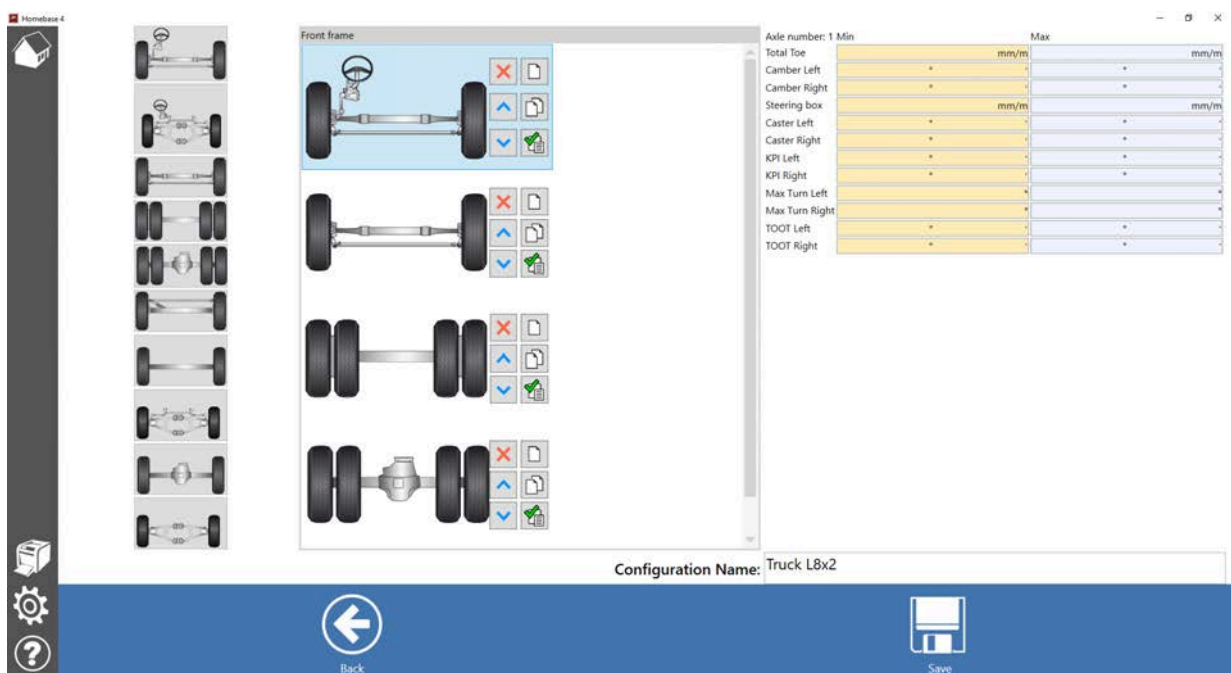 Homebase 4
Front frame
Axle number: 1 Min Max
Total Toe mm/m mm/m
Camber Left ° ' ° '
Camber Right ° ' ° '
Steering box mm/m mm/m
Caster Left ° ' ° '
Caster Right ° ' ° '
KPI Left ° ' ° '
KPI Right ° ' ° '
Max Turn Left ° °
Max Turn Right ° °
TOOT Left ° ' ° '
TOOT Right ° ' ° '
Configuration Name: Truck L8x2
?
Back
Save